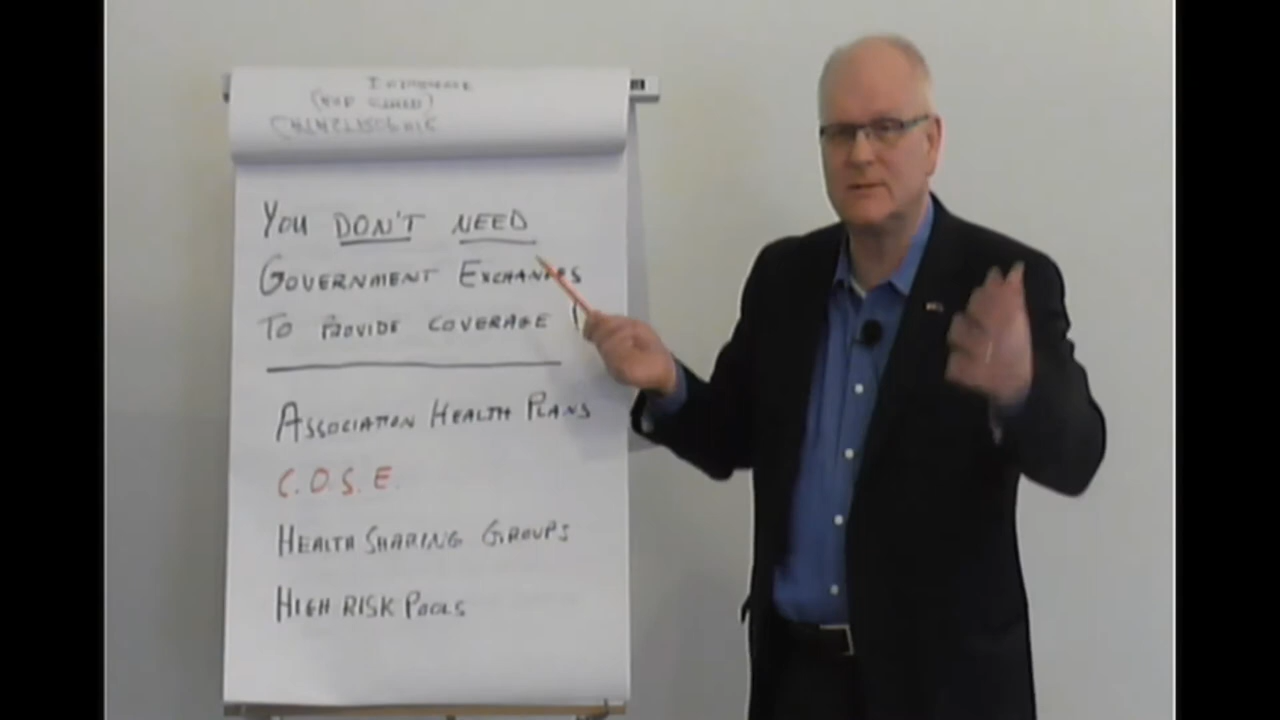 You DON'T NEED
GOVERNMENT EXCHANGES
TO PROVIDE COVERAGE !
ASSOCIATION HEALTH PLANS
C.O.S.E.
HEALTH SHARING GROUPS
HIGH RISK POOLS